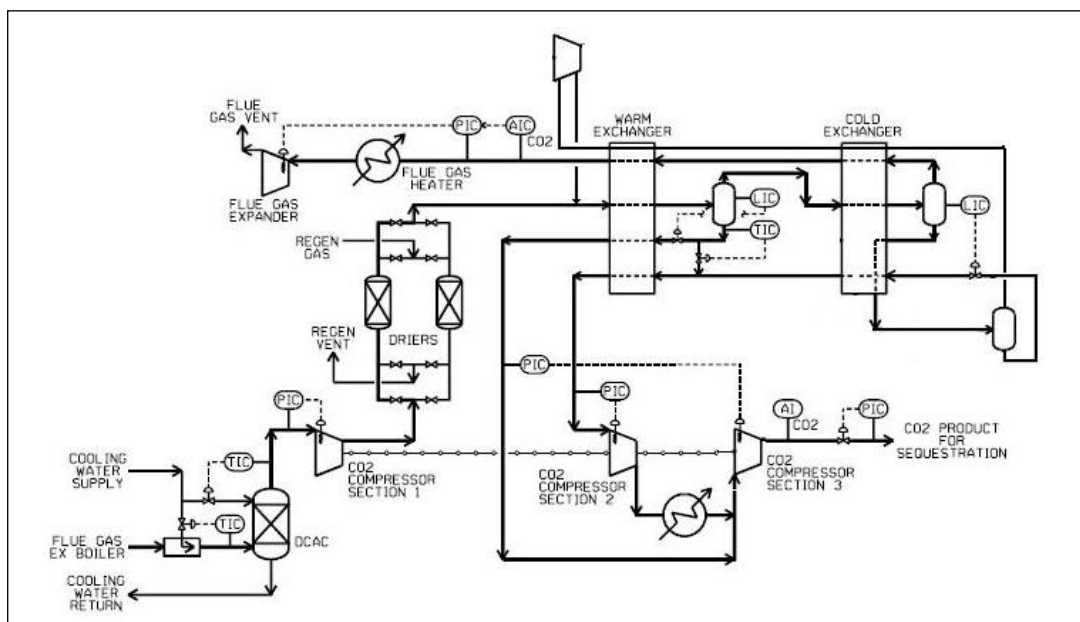 FLUE
GAS VENT
PIC
AIC
CO2
FLUE GAS
HEATER
FLUE GAS
EXPANDER
WARM
EXCHANGER
COLD
EXCHANGER
LIC
TIC
LIC
REGEN
GAS
DRIERS
REGEN
VENT
PIC
PIC
PIC
AI
CO2
PIC
CO2 PRODUCT
FOR
SEQUESTRATION
CO2
COMPRESSOR
SECTION 1
CO2
COMPRESSOR
SECTION 2
CO2
COMPRESSOR
SECTION 3
COOLING
WATER
SUPPLY
TIC
TIC
FLUE GAS
EX BOILER
DCAC
COOLING
WATER
RETURN